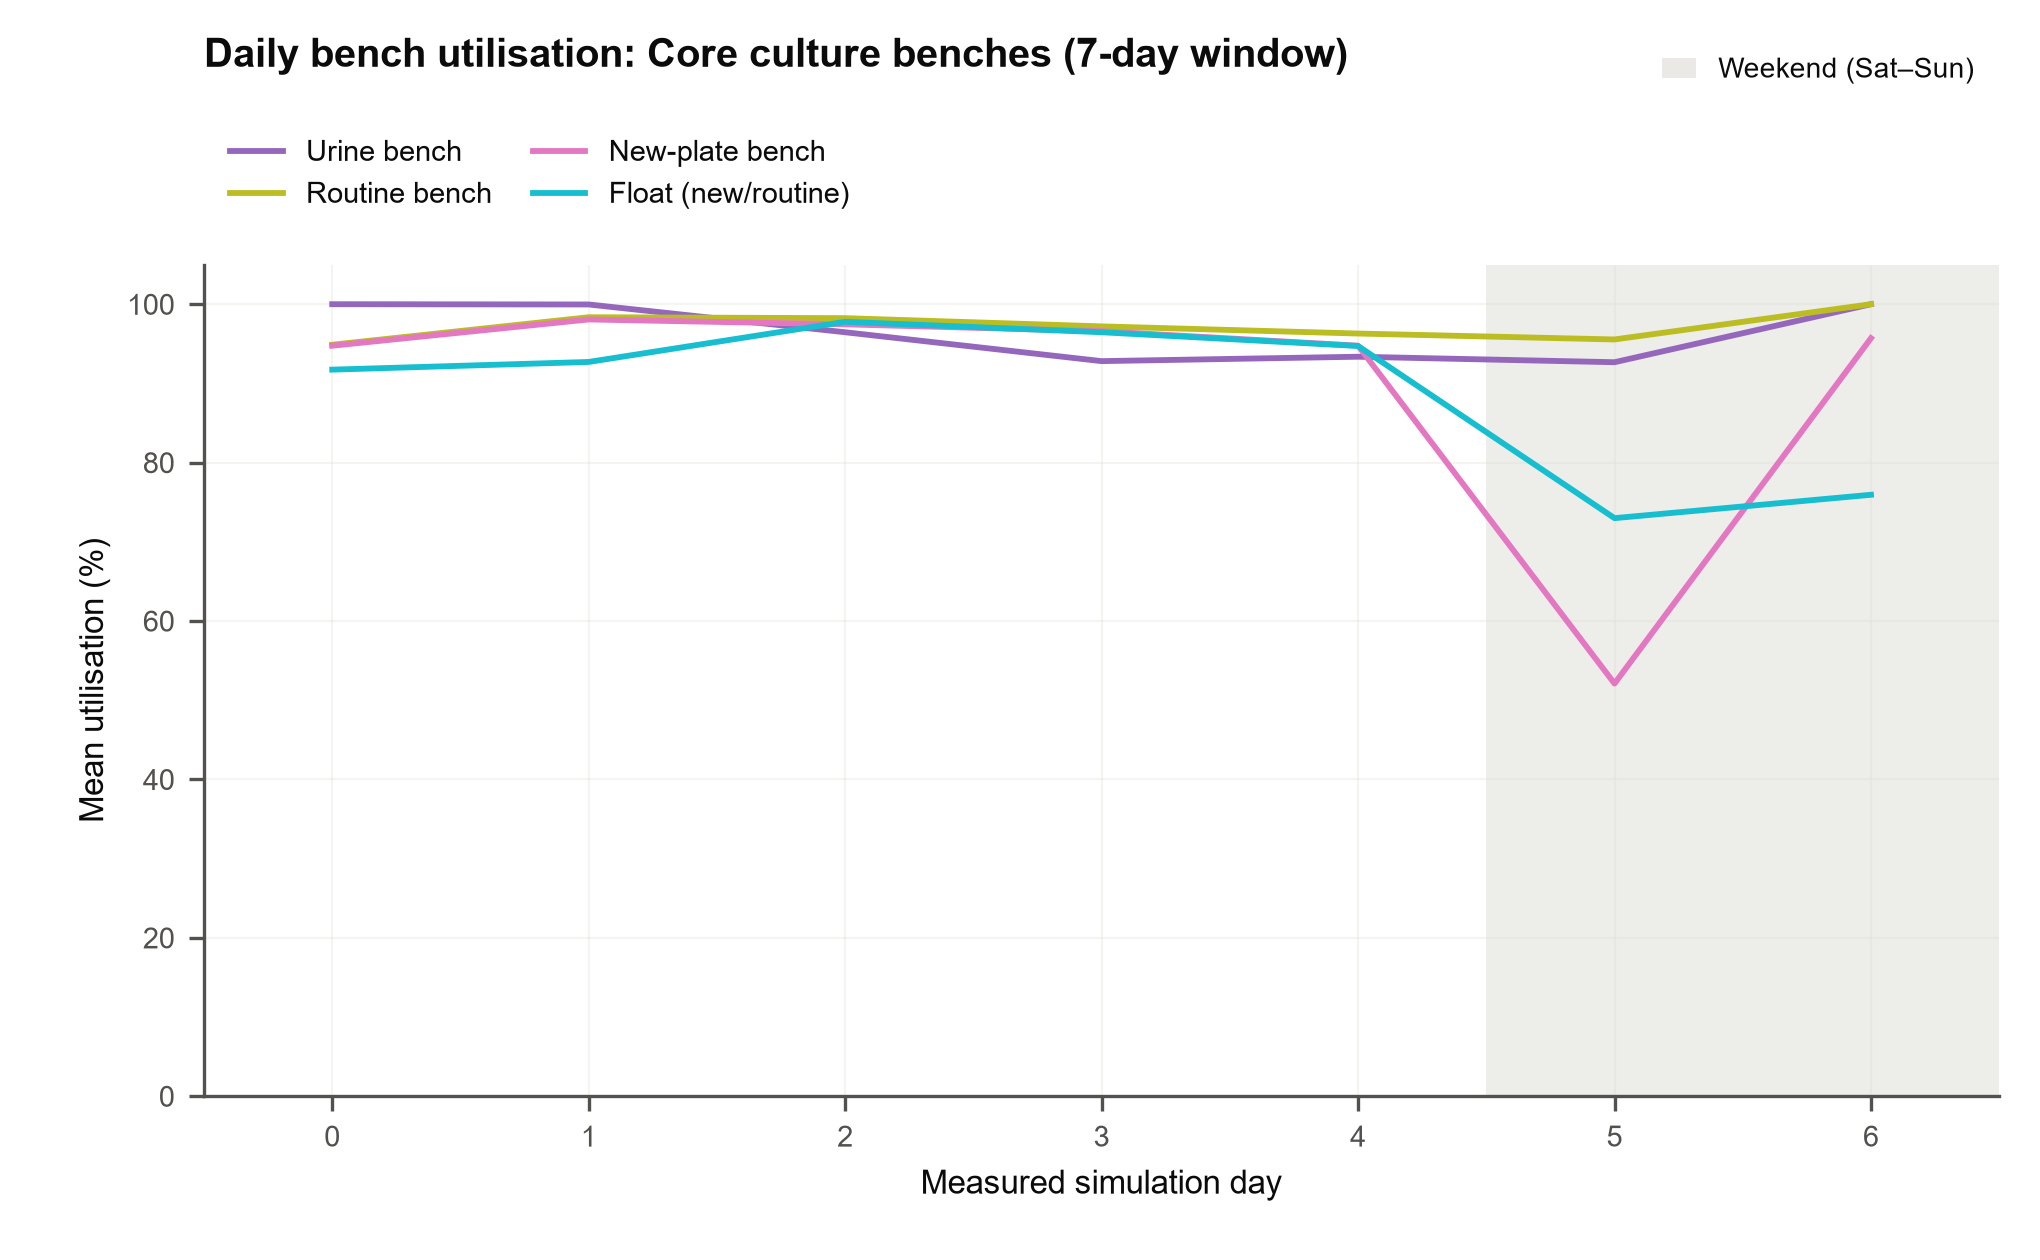 Daily bench utilisation: Core culture benches (7-day window)
Weekend (Sat–Sun)
Urine bench
New-plate bench
Routine bench
Float (new/routine)
Mean utilisation (%)
100
80
60
40
20
0
0 1 2 3 4 5 6
Measured simulation day